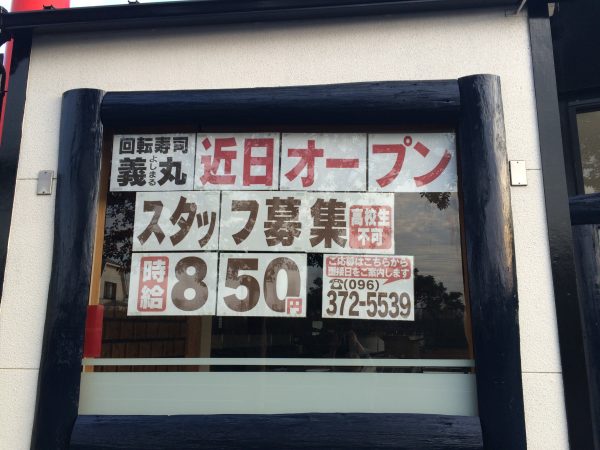 回転寿司
義丸
よしまる
近日オープン
スタッフ募集
高校生
不可
時給
850円
ご応募はこちらから
面接日をご案内します
☎(096)
372-5539